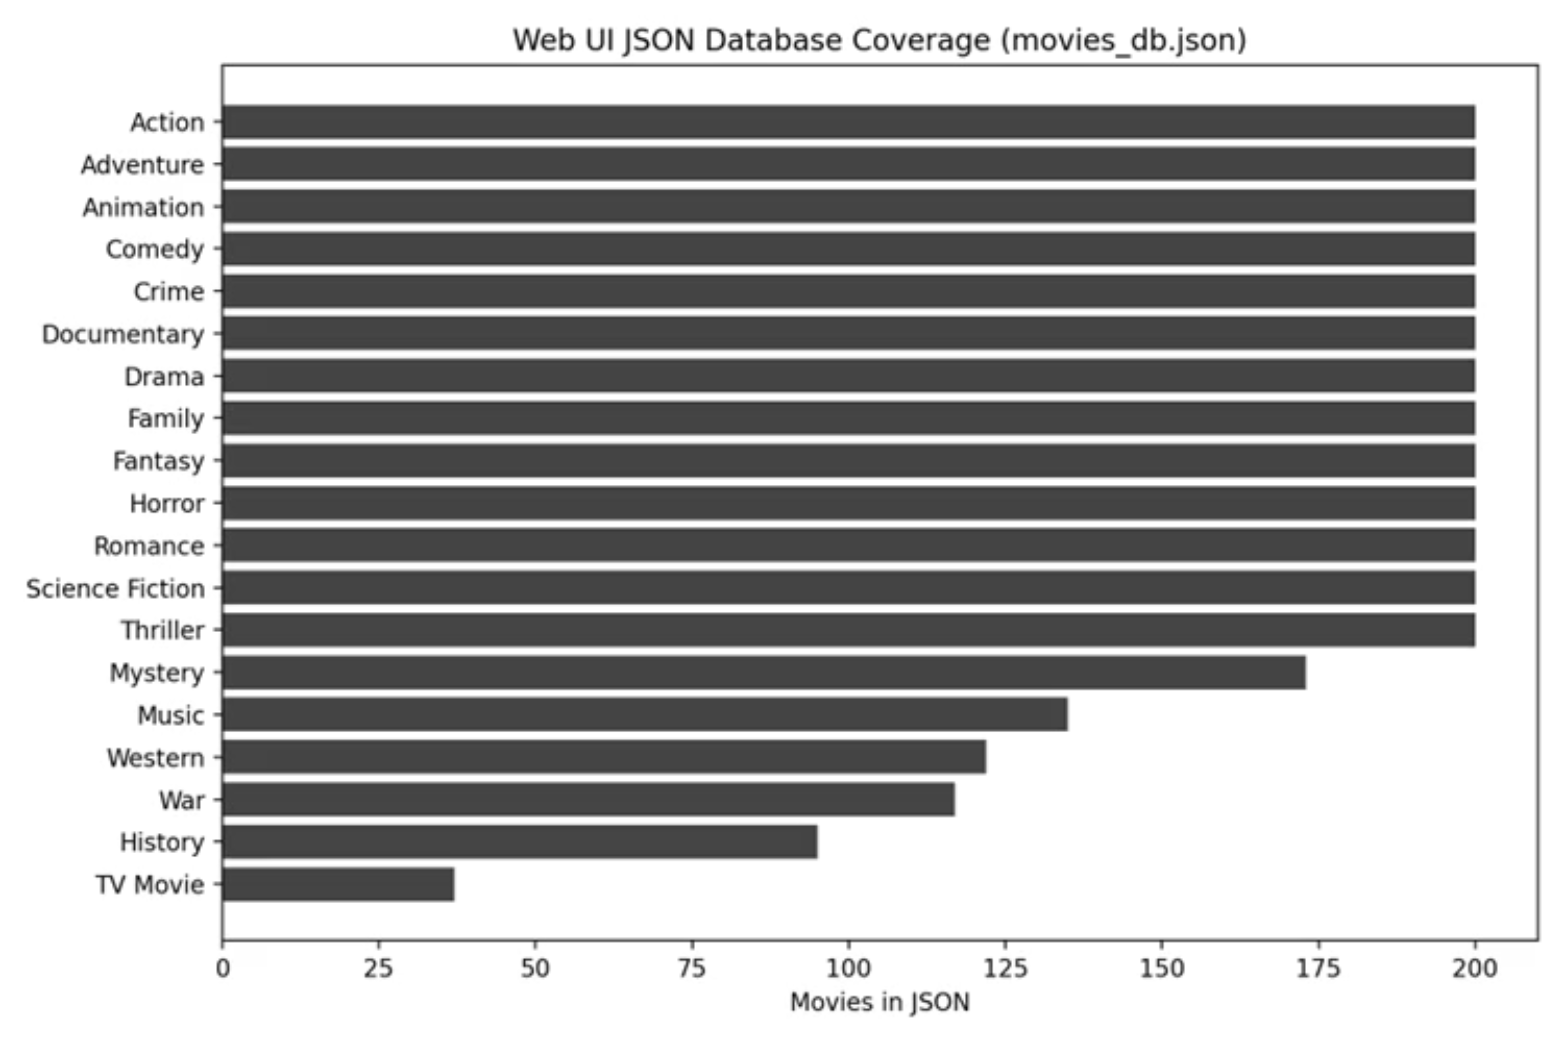 Web UI JSON Database Coverage (movies_db.json)
Action
Adventure
Animation
Comedy
Crime
Documentary
Drama
Family
Fantasy
Horror
Romance
Science Fiction
Thriller
Mystery
Music
Western
War
History
TV Movie
0 25 50 75 100 125 150 175 200
Movies in JSON